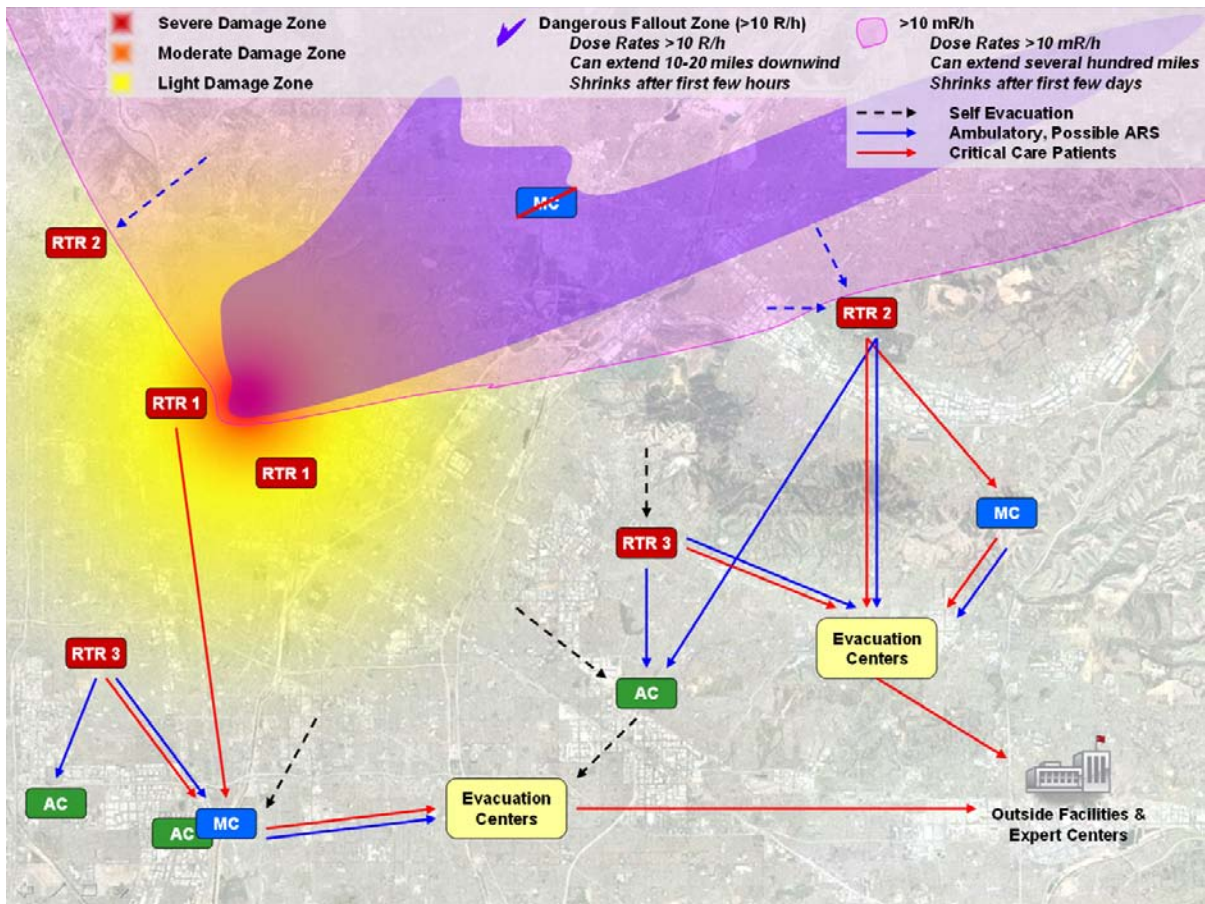 Severe Damage Zone
Moderate Damage Zone
Light Damage Zone
Dangerous Fallout Zone (>10 R/h)
Dose Rates >10 R/h
Can extend 10-20 miles downwind
Shrinks after first few hours
>10 mR/h
Dose Rates >10 mR/h
Can extend several hundred miles
Shrinks after first few days
Self Evacuation
Ambulatory, Possible ARS
Critical Care Patients
MC
RTR 2
RTR 2
RTR 1
RTR 1
MC
RTR 3
Evacuation
Centers
RTR 3
AC
AC
AC
MC
Evacuation
Centers
Outside Facilities &
Expert Centers